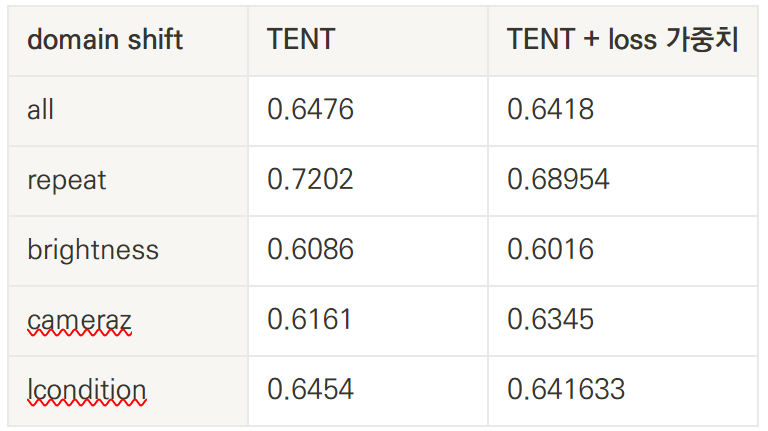 domain shift TENT TENT + loss 가중치
all 0.6476 0.6418
repeat 0.7202 0.68954
brightness 0.6086 0.6016
cameraz 0.6161 0.6345
lcondition 0.6454 0.641633